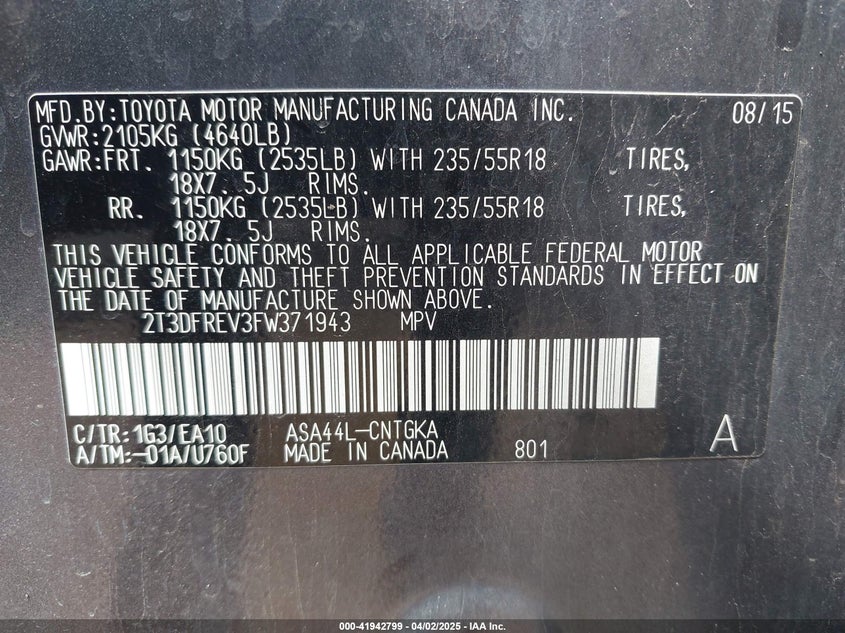 MFD.BY:TOYOTA MOTOR MANUFACTURING CANADA INC. 08/15
GVWR:2105KG (4640LB)
GAWR:FRT. 1150KG (2535LB) WITH 235/55R18 TIRES,
18X7.5J RIMS.
RR. 1150KG (2535LB) WITH 235/55R18 TIRES,
18X7.5J RIMS.
THIS VEHICLE CONFORMS TO ALL APPLICABLE FEDERAL MOTOR
VEHICLE SAFETY AND THEFT PREVENTION STANDARDS IN EFFECT ON
THE DATE OF MANUFACTURE SHOWN ABOVE.
2T3DFREV3FW371943 MPV
C/TR:1G3/EA10 ASA44L-CNTGKA
A/TM:-01A/U760F MADE IN CANADA 801 A
000-41942799 - 04/02/2025 - IAA Inc.